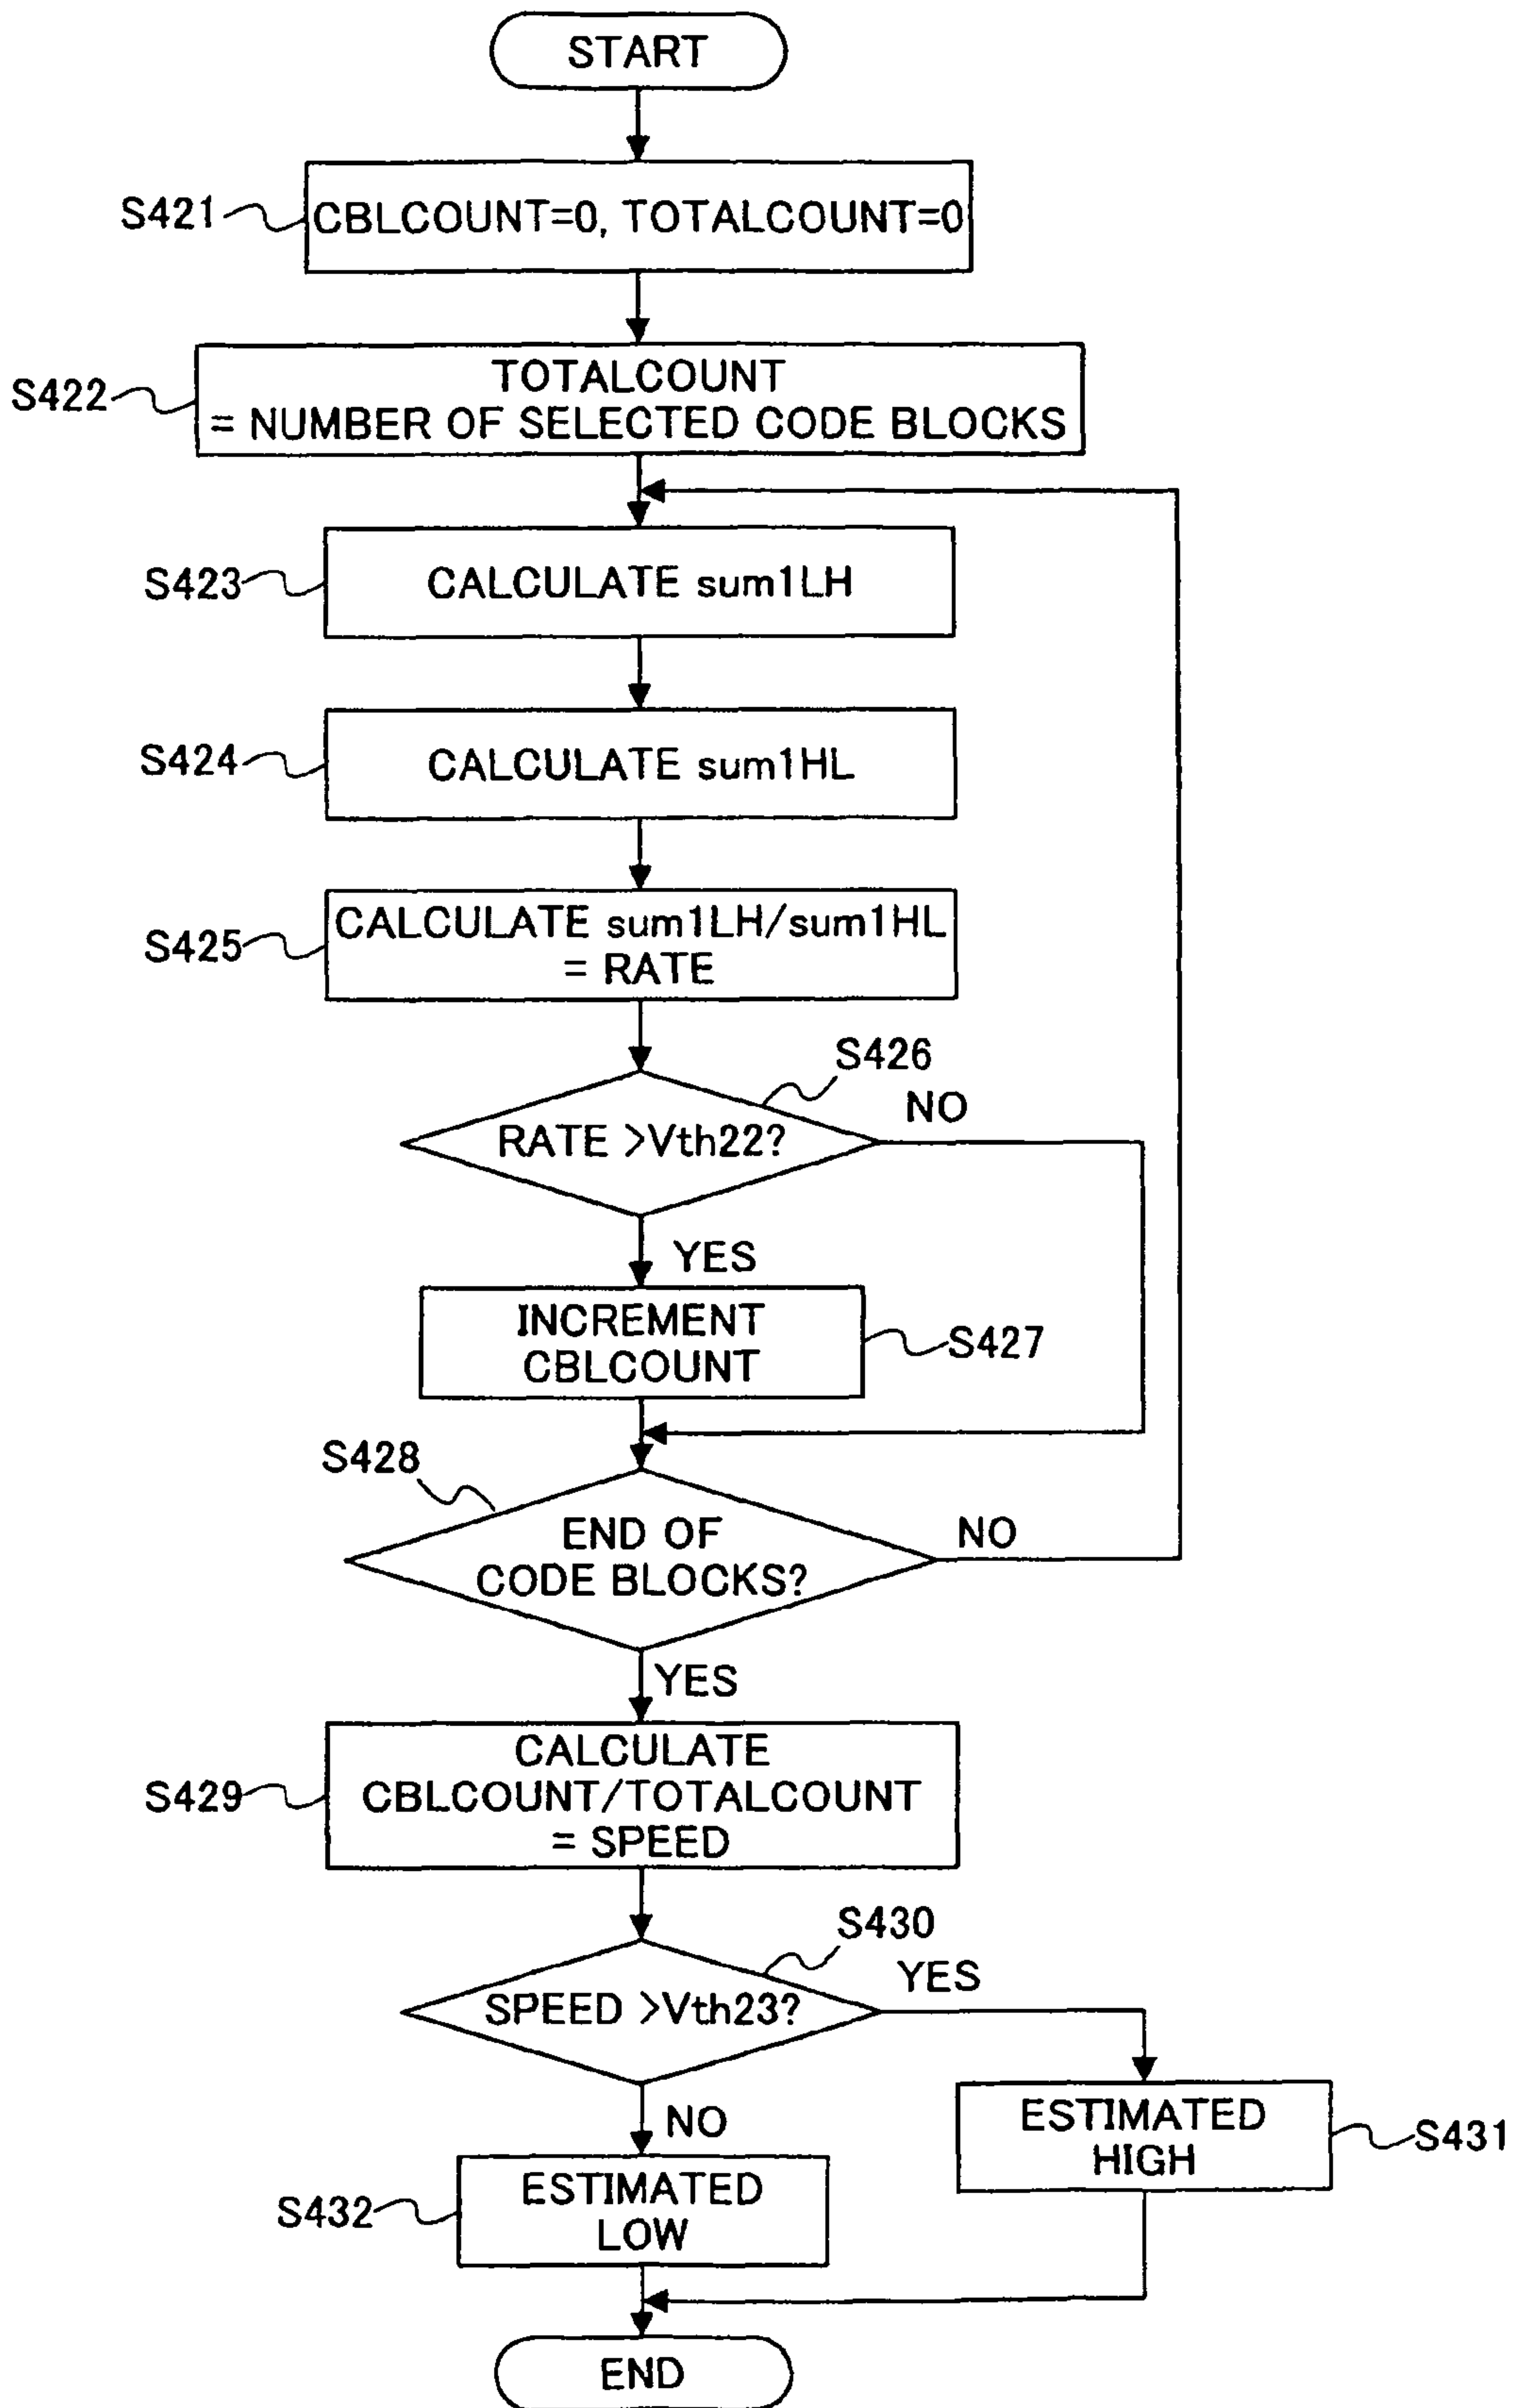 START
S421
CBLCOUNT=0, TOTALCOUNT=0
S422
TOTALCOUNT
= NUMBER OF SELECTED CODE BLOCKS
S423
CALCULATE sum1LH
S424
CALCULATE sum1HL
S425
CALCULATE sum1LH/sum1HL
= RATE
S426
RATE >Vth22?
NO
YES
INCREMENT
CBLCOUNT
S427
S428
END OF
CODE BLOCKS?
NO
YES
S429
CALCULATE
CBLCOUNT/TOTALCOUNT
= SPEED
S430
SPEED >Vth23?
YES
NO
ESTIMATED
HIGH
S431
S432
ESTIMATED
LOW
END